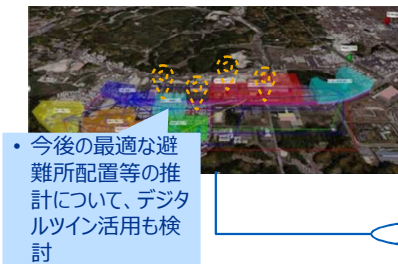 • 今後の最適な避
難所配置等の推
計について、デジタ
ルツイン活用も検
討